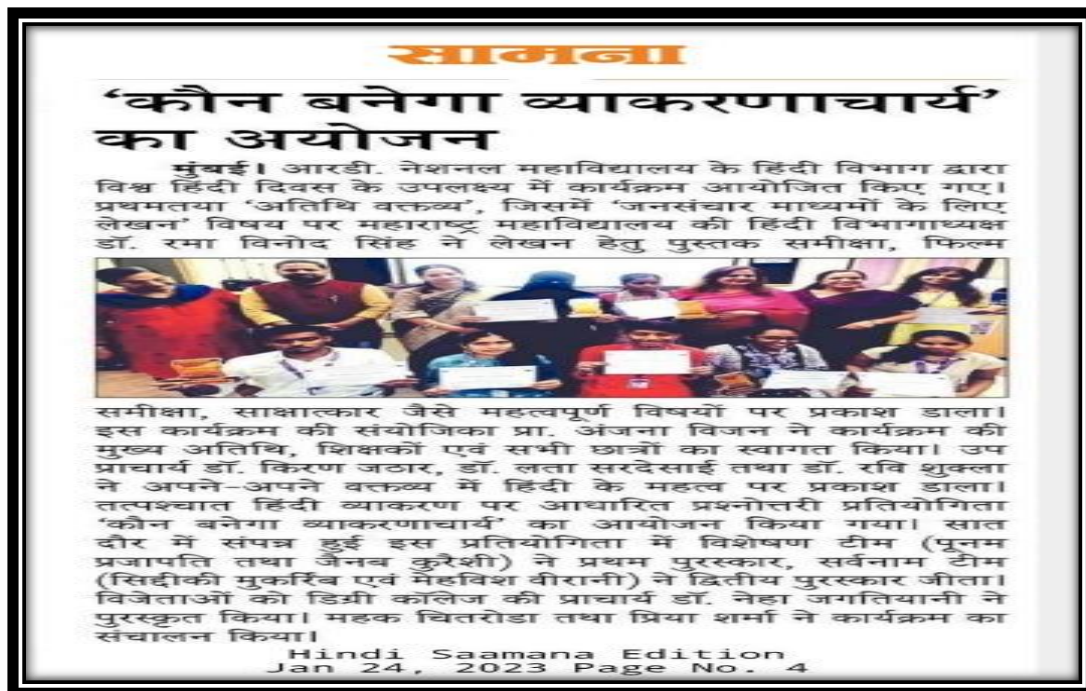 सामना
‘कौन बनेगा व्याकरणाचार्य’
का अयोजन
मुंबई। आरडी. नेशनल महाविद्यालय के हिंदी विभाग द्वारा
विश्व हिंदी दिवस के उपलक्ष्य में कार्यक्रम आयोजित किए गए।
प्रथमतया ‘अतिथि वक्तव्य’, जिसमें ‘जनसंचार माध्यमों के लिए
लेखन’ विषय पर महाराष्ट्र महाविद्यालय की हिंदी विभागाध्यक्ष
डॉ. रमा विनोद सिंह ने लेखन हेतु पुस्तक समीक्षा, फिल्म
समीक्षा, साक्षात्कार जैसे महत्वपूर्ण विषयों पर प्रकाश डाला।
इस कार्यक्रम की संयोजिका प्रा. अंजना विजन ने कार्यक्रम की
मुख्य अतिथि, शिक्षकों एवं सभी छात्रों का स्वागत किया। उप
प्राचार्य डॉ. किरण जठार, डॉ. लता सरदेसाई तथा डॉ. रवि शुक्ला
ने अपने-अपने वक्तव्य में हिंदी के महत्व पर प्रकाश डाला।
तत्पश्चात हिंदी व्याकरण पर आधारित प्रश्नोत्तरी प्रतियोगिता
‘कौन बनेगा व्याकरणाचार्य’ का आयोजन किया गया। सात
दौर में संपन्न हुई इस प्रतियोगिता में विशेषण टीम (पूनम
प्रजापति तथा जैनब कुरैशी) ने प्रथम पुरस्कार, सर्वनाम टीम
(सिद्दीकी मुकर्रिब एवं मेहविश वीरानी) ने द्वितीय पुरस्कार जीता।
विजेताओं को डिग्री कॉलेज की प्राचार्य डॉ. नेहा जगतियानी ने
पुरस्कृत किया। महक चितरोडा तथा प्रिया शर्मा ने कार्यक्रम का
संचालन किया।
Hindi Saamana Edition
Jan 24, 2023 Page No. 4